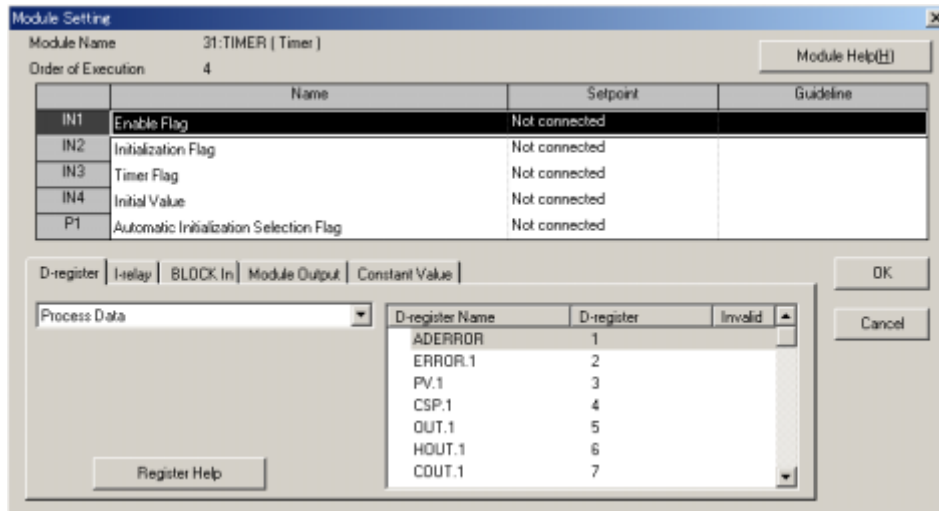 Module Setting
Module Name 31:TIMER ( Timer )
Module Help(H)
Order of Execution 4
Name Setpoint Guideline
IN1 Enable Flag Not connected
IN2 Initialization Flag Not connected
IN3 Timer Flag Not connected
IN4 Initial Value Not connected
P1 Automatic Initialization Selection Flag Not connected
D-register I-relay BLOCK In Module Output Constant Value
OK
Process Data
D-register Name D-register Invalid
Cancel
ADERROR 1
ERROR.1 2
PV.1 3
CSP.1 4
OUT.1 5
HOUT.1 6
COUT.1 7
Register Help